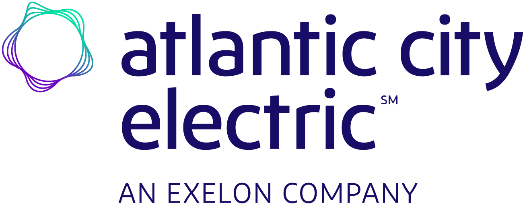 atlantic city
electric℠
AN EXELON COMPANY